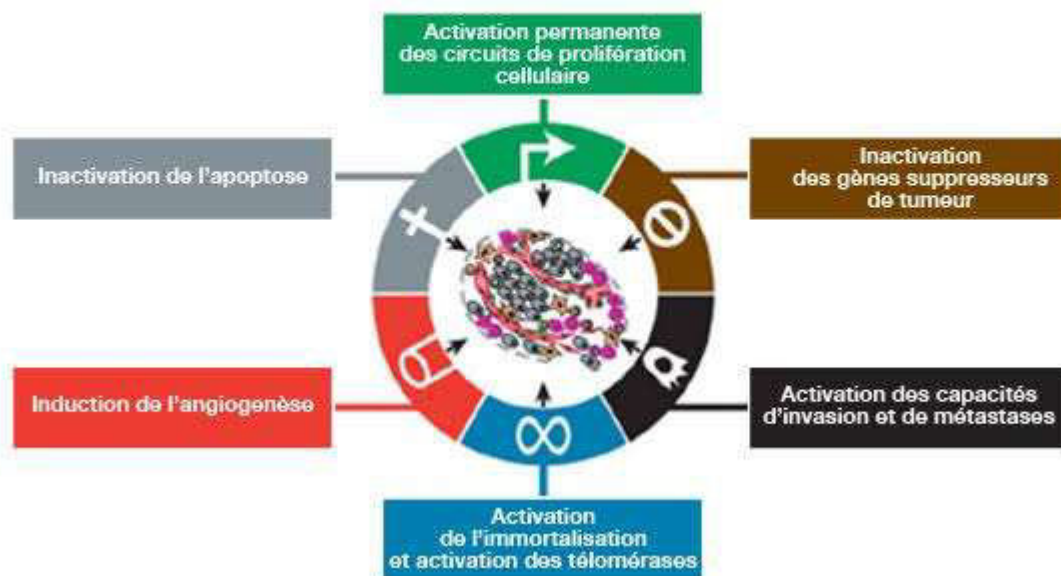 Activation permanente
des circuits de prolifération
cellulaire
Inactivation de l'apoptose
Inactivation
des gènes suppresseurs
de tumeur
Induction de l'angiogenèse
Activation des capacités
d'invasion et de métastases
Activation
de l'immortalisation
et activation des télomérases